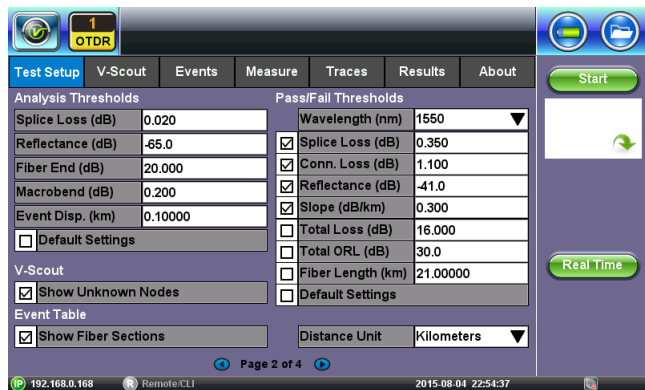 1
OTDR
Test Setup V-Scout Events Measure Traces Results About
Start
Analysis Thresholds
Splice Loss (dB) 0.020
Reflectance (dB) -65.0
Fiber End (dB) 20.000
Macrobend (dB) 0.200
Event Disp. (km) 0.10000
Default Settings
V-Scout
Show Unknown Nodes
Event Table
Show Fiber Sections
Pass/Fail Thresholds
Wavelength (nm) 1550
Splice Loss (dB) 0.350
Conn. Loss (dB) 1.100
Reflectance (dB) -41.0
Slope (dB/km) 0.300
Total Loss (dB) 16.000
Total ORL (dB) 30.0
Fiber Length (km) 21.00000
Default Settings
Distance Unit Kilometers
Real Time
Page 2 of 4
IP 192.168.0.168 R Remote/CLI 2015-08-04 22:54:37